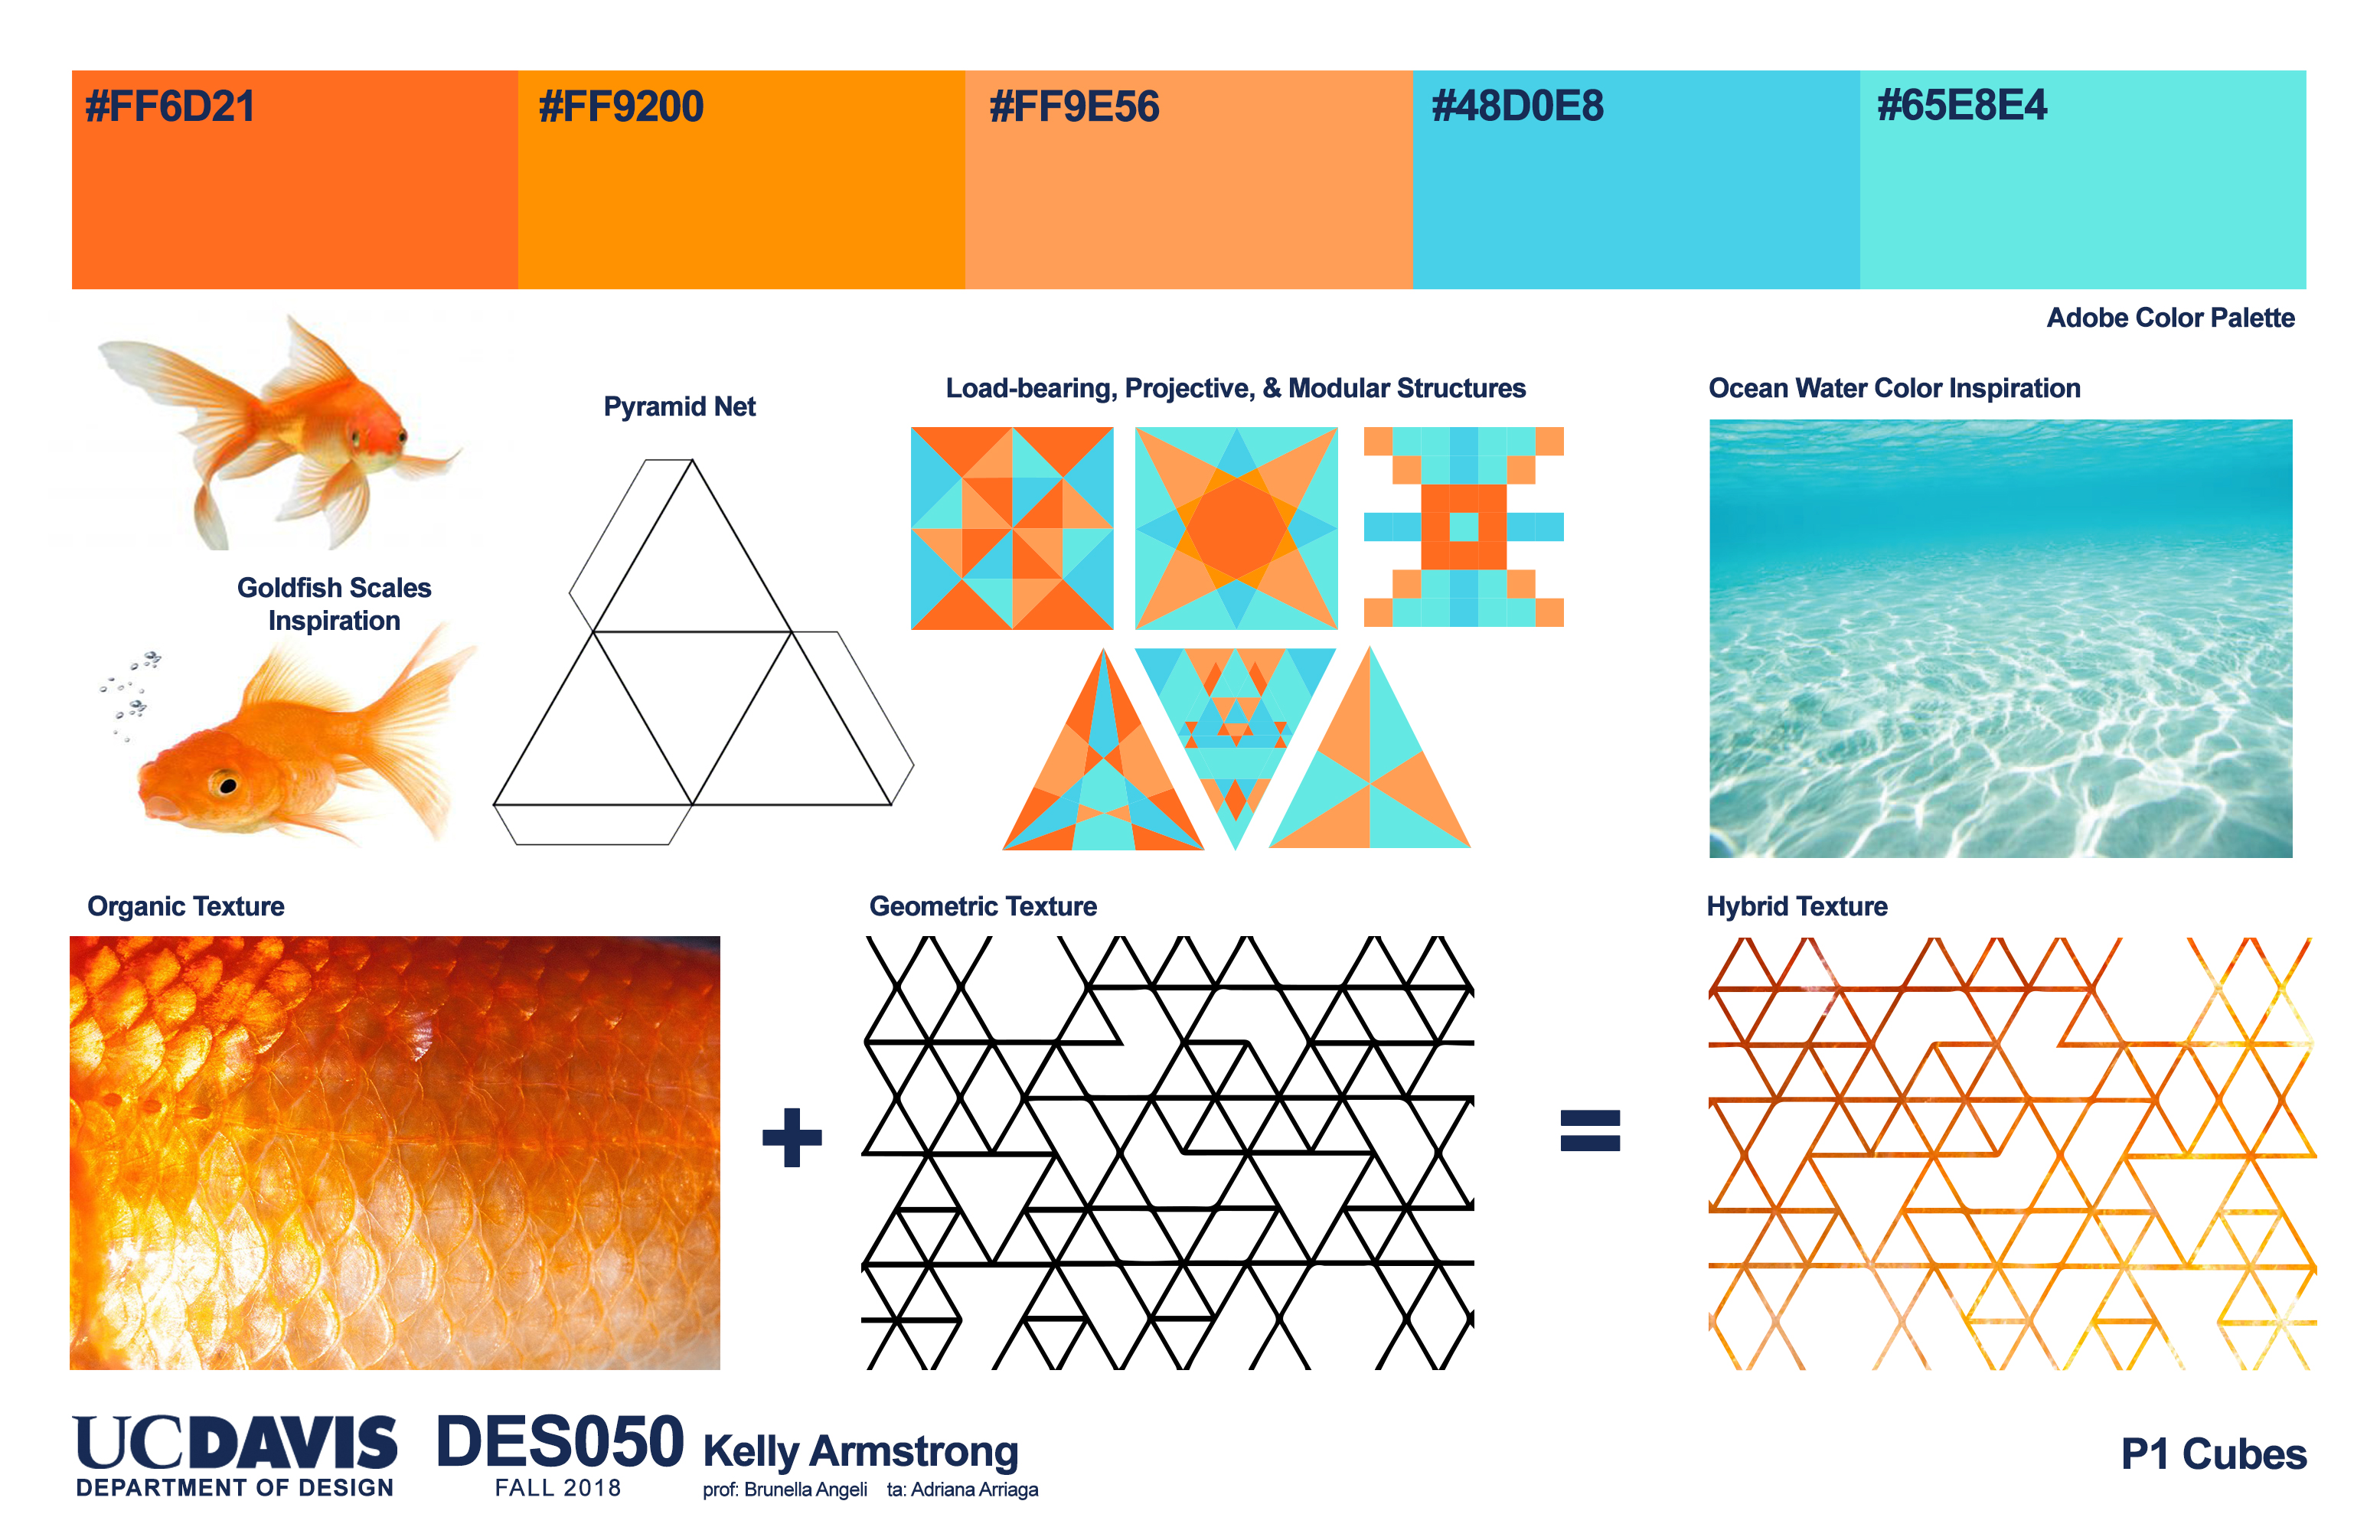 #FF6D21
#FF9200
#FF9E56
#48D0E8
#65E8E4
Adobe Color Palette
Pyramid Net
Load-bearing, Projective, & Modular Structures
Ocean Water Color Inspiration
Goldfish Scales
Inspiration
Organic Texture
Geometric Texture
Hybrid Texture
+
=
UCDAVIS
DEPARTMENT OF DESIGN
DES050
FALL 2018
Kelly Armstrong
prof: Brunella Angeli ta: Adriana Arriaga
P1 Cubes